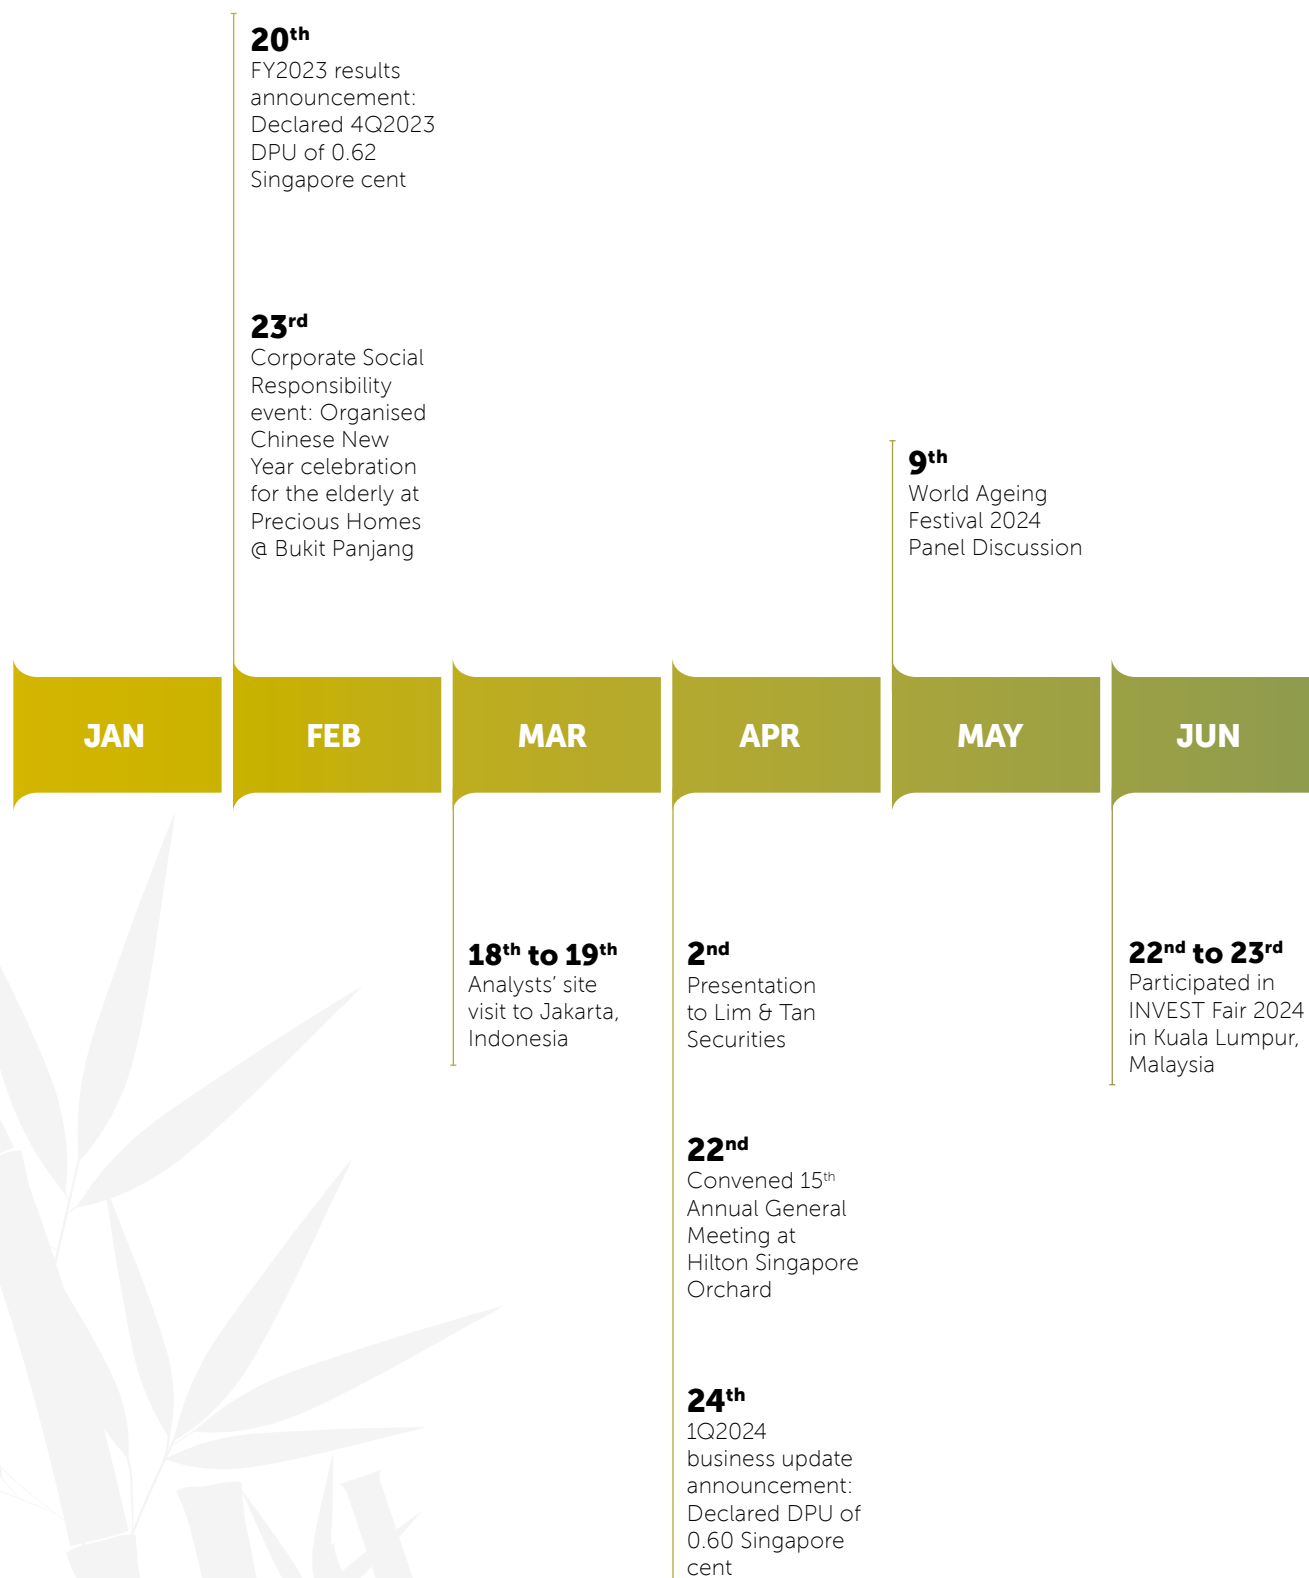 20th
FY2023 results
announcement:
Declared 4Q2023
DPU of 0.62
Singapore cent
23rd
Corporate Social
Responsibility
event: Organised
Chinese New
Year celebration
for the elderly at
Precious Homes
@ Bukit Panjang
9th
World Ageing
Festival 2024
Panel Discussion
JAN
FEB
MAR
APR
MAY
JUN
18th to 19th
Analysts’ site
visit to Jakarta,
Indonesia
2nd
Presentation
to Lim & Tan
Securities
22nd
Convened 15th
Annual General
Meeting at
Hilton Singapore
Orchard
24th
1Q2024
business update
announcement:
Declared DPU of
0.60 Singapore
cent
22nd to 23rd
Participated in
INVEST Fair 2024
in Kuala Lumpur,
Malaysia